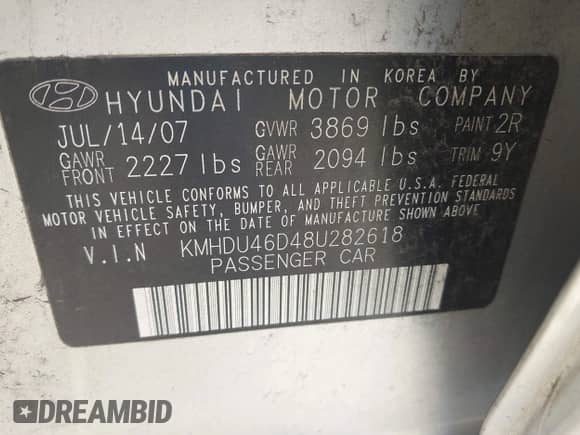 MANUFACTURED IN KOREA BY
HYUNDAI MOTOR COMPANY
JUL/14/07 GVWR 3869 lbs PAINT 2R
GAWR FRONT 2227 lbs GAWR REAR 2094 lbs TRIM 9Y
THIS VEHICLE CONFORMS TO ALL APPLICABLE U.S.A. FEDERAL
MOTOR VEHICLE SAFETY, BUMPER, AND THEFT PREVENTION STANDARDS
IN EFFECT ON THE DATE OF MANUFACTURE SHOWN ABOVE.
V.I.N KMHDU46D48U282618
PASSENGER CAR
DREAMBID